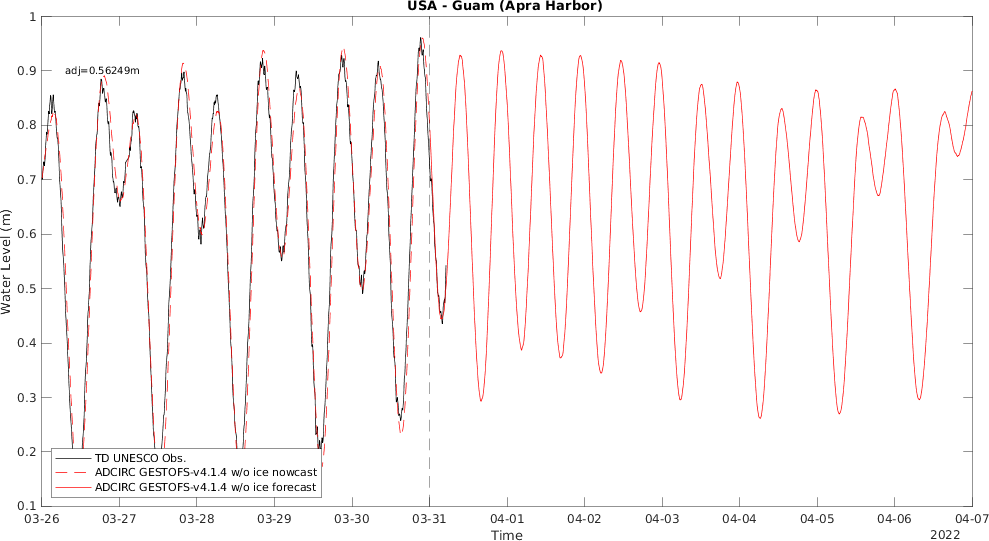 USA - Guam (Apra Harbor)
1
adj=0.56249m
0.9
0.8
0.7
0.6
0.5
0.4
0.3
0.2
0.1
Water Level (m)
TD UNESCO Obs.
ADCIRC GESTOFS-v4.1.4 w/o ice nowcast
ADCIRC GESTOFS-v4.1.4 w/o ice forecast
03-26 03-27 03-28 03-29 03-30 03-31 04-01 04-02 04-03 04-04 04-05 04-06 04-07
Time
2022